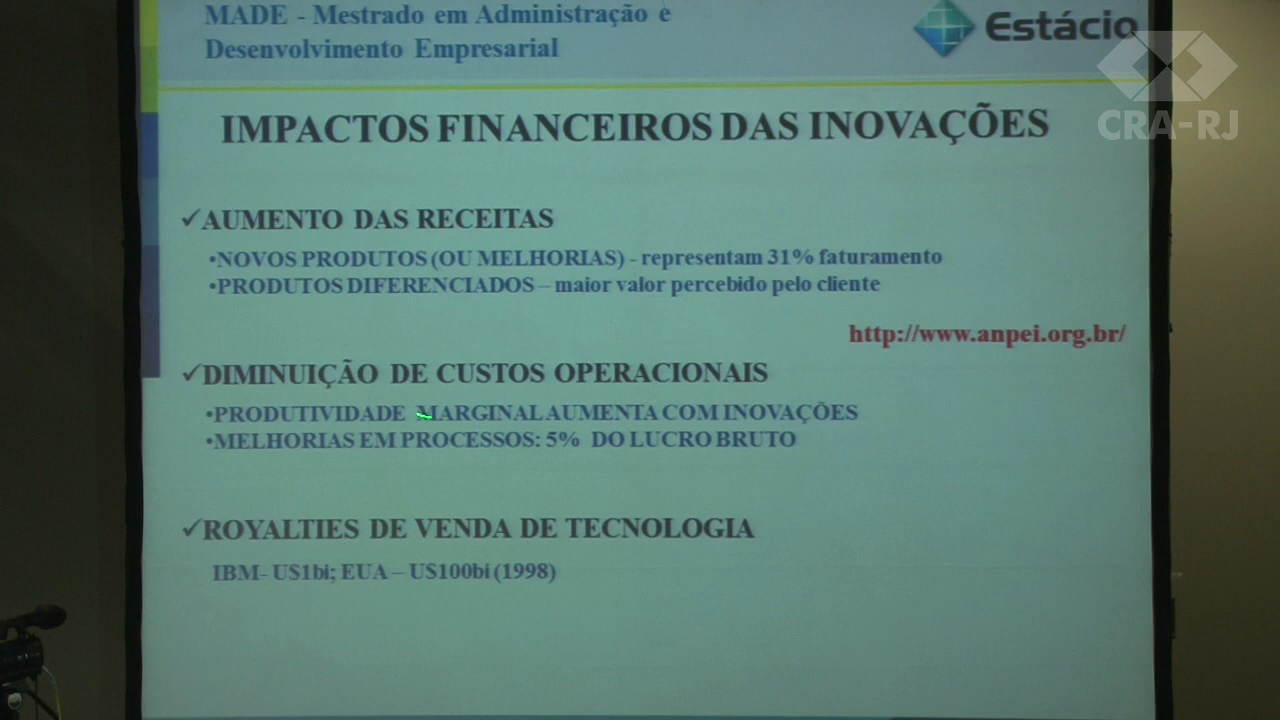 MADE - Mestrado em Administração e
Desenvolvimento Empresarial
Estácio
CRA-RJ
IMPACTOS FINANCEIROS DAS INOVAÇÕES
✓AUMENTO DAS RECEITAS
•NOVOS PRODUTOS (OU MELHORIAS) - representam 31% faturamento
•PRODUTOS DIFERENCIADOS – maior valor percebido pelo cliente
http://www.anpei.org.br/
✓DIMINUIÇÃO DE CUSTOS OPERACIONAIS
•PRODUTIVIDADE MARGINAL AUMENTA COM INOVAÇÕES
•MELHORIAS EM PROCESSOS: 5% DO LUCRO BRUTO
✓ROYALTIES DE VENDA DE TECNOLOGIA
IBM- US1bi; EUA – US100bi (1998)